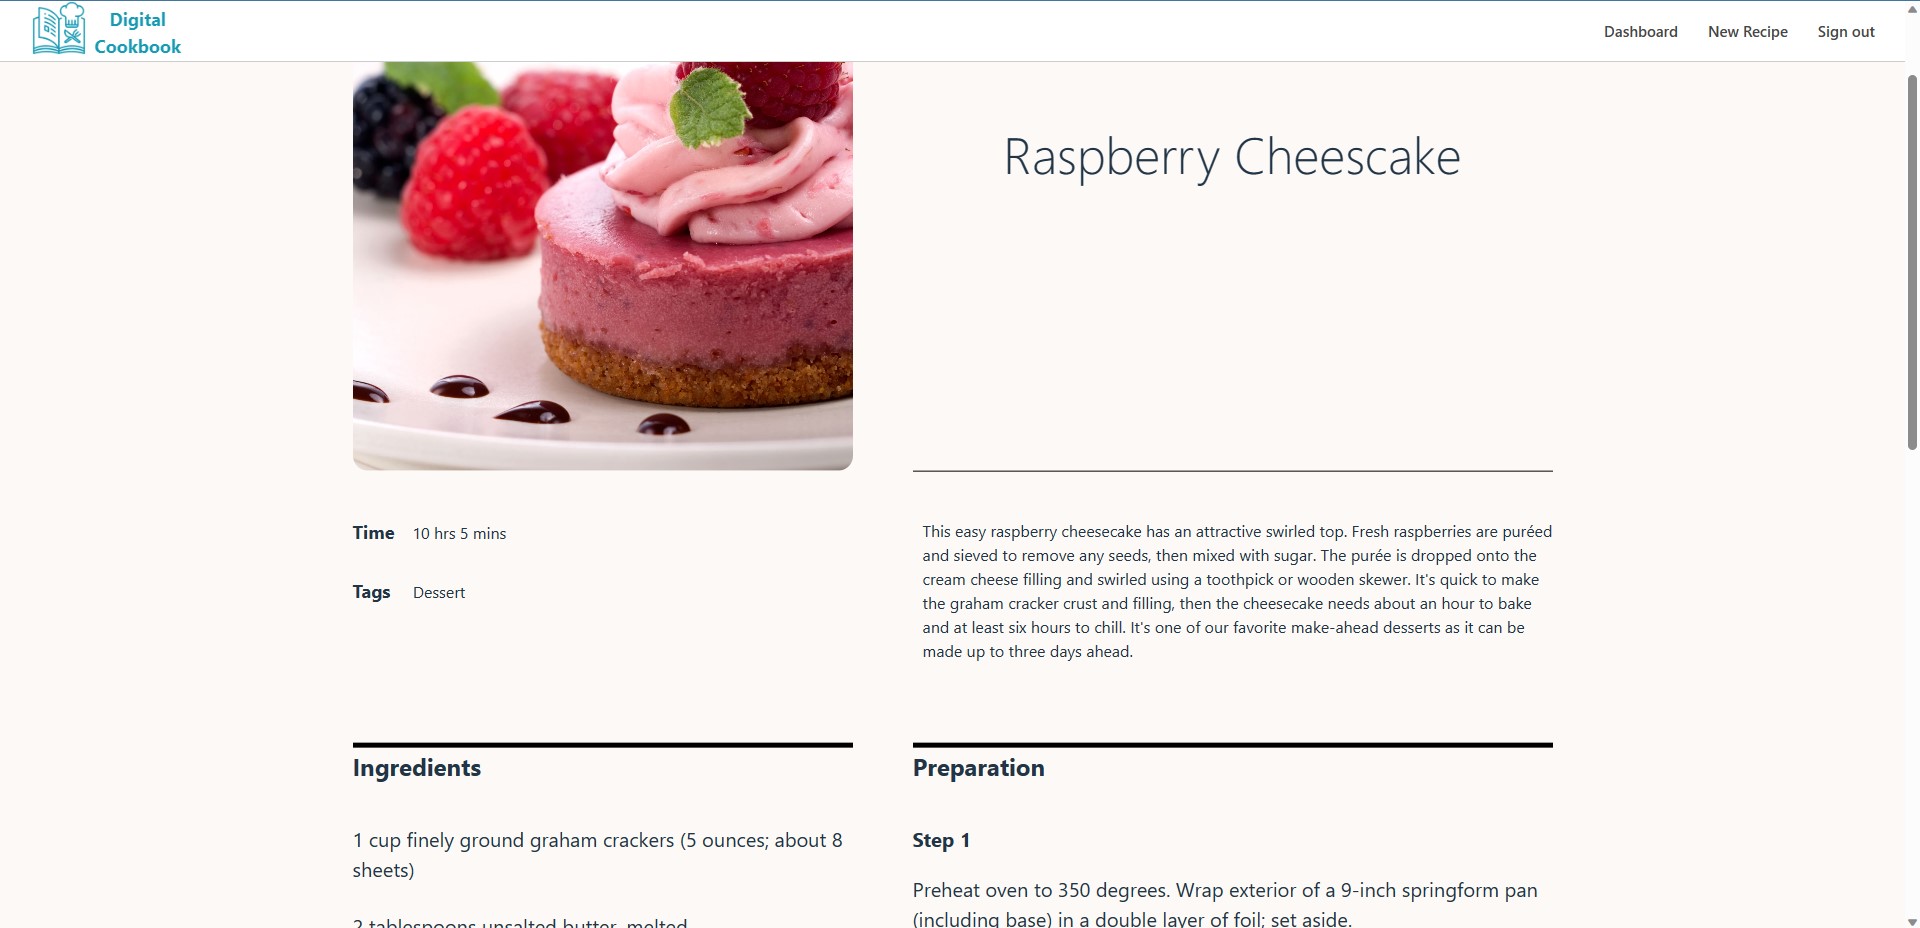 Digital
Cookbook
Dashboard
New Recipe
Sign out
Raspberry Cheescake
Time 10 hrs 5 mins
Tags Dessert
This easy raspberry cheesecake has an attractive swirled top. Fresh raspberries are puréed
and sieved to remove any seeds, then mixed with sugar. The purée is dropped onto the
cream cheese filling and swirled using a toothpick or wooden skewer. It's quick to make
the graham cracker crust and filling, then the cheesecake needs about an hour to bake
and at least six hours to chill. It's one of our favorite make-ahead desserts as it can be
made up to three days ahead.
Ingredients
1 cup finely ground graham crackers (5 ounces; about 8
sheets)
2 tablespoons unsalted butter, melted
Preparation
Step 1
Preheat oven to 350 degrees. Wrap exterior of a 9-inch springform pan
(including base) in a double layer of foil; set aside.